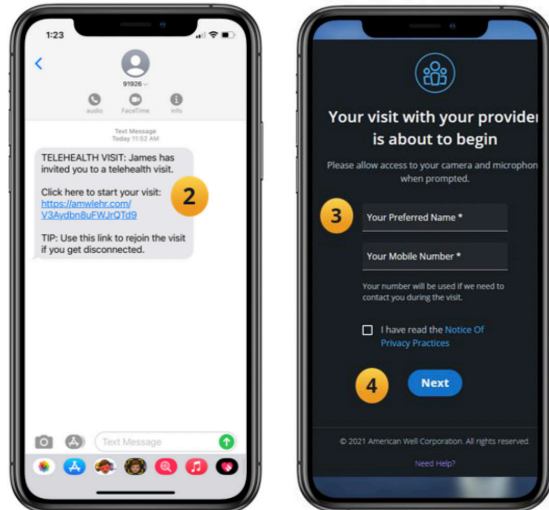 1:23
91926
audio
FaceTime
info
Text Message
Today 11:52 AM
TELEHEALTH VISIT: James has
invited you to a telehealth visit.
Click here to start your visit:
https://amwlehr.com/
V3Aydbn8uFWJrQTd9
TIP: Use this link to rejoin the visit
if you get disconnected.
2
Text Message
Your visit with your provider
is about to begin
Please allow access to your camera and microphon
when prompted.
3
Your Preferred Name *
Your Mobile Number *
Your number will be used if we need to
contact you during the visit.
I have read the Notice Of
Privacy Practices
4
Next
© 2021 American Well Corporation. All rights reserved.
Need Help?